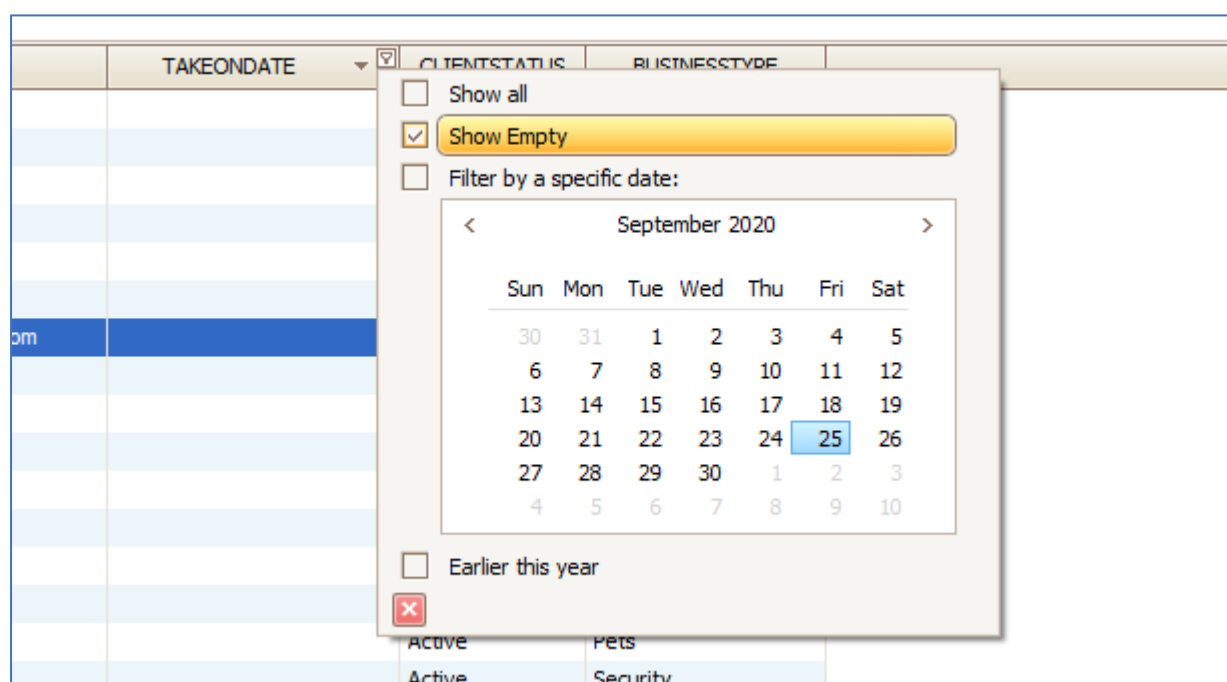 TAKEONDATE CLIENTSTATUS BUSINESSTYPE
Show all
Show Empty
Filter by a specific date:
< September 2020 >
Sun Mon Tue Wed Thu Fri Sat
30 31 1 2 3 4 5
6 7 8 9 10 11 12
13 14 15 16 17 18 19
20 21 22 23 24 25 26
27 28 29 30 1 2 3
4 5 6 7 8 9 10
om
Earlier this year
Active Pets
Active Security